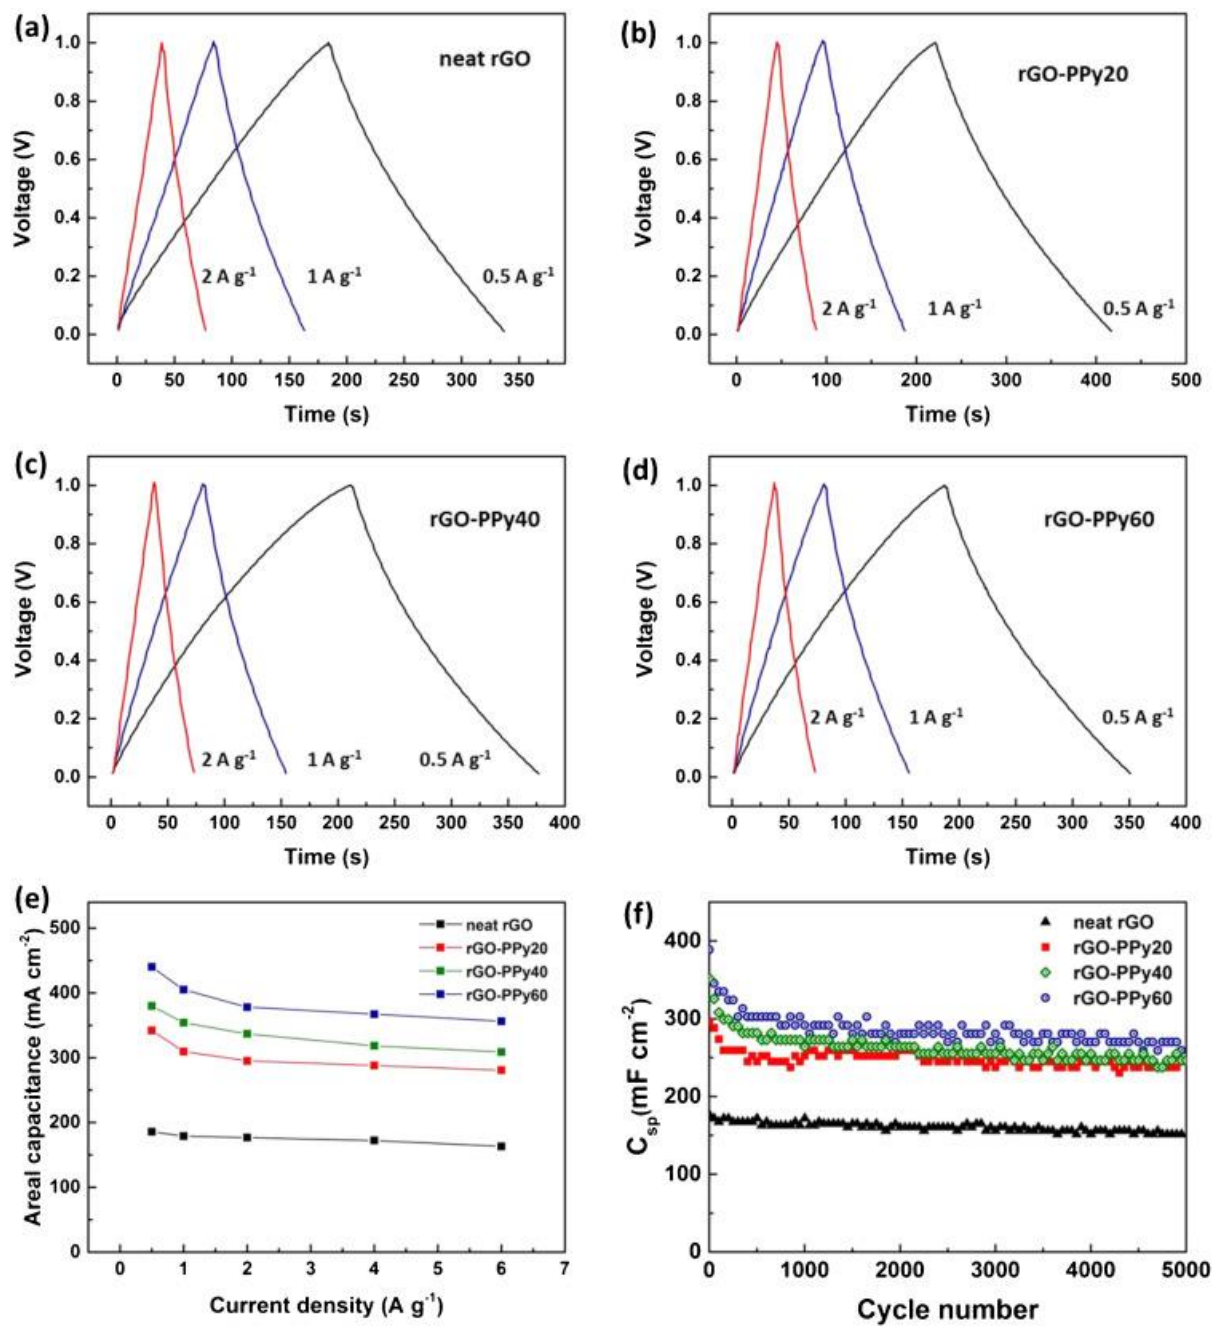 (a)
neat rGO
1.0
0.8
0.6
0.4
0.2
0.0
Voltage (V)
2 A g-1
1 A g-1
0.5 A g-1
0 50 100 150 200 250 300 350
Time (s)
(b)
rGO-PPy20
1.0
0.8
0.6
0.4
0.2
0.0
Voltage (V)
2 A g-1
1 A g-1
0.5 A g-1
0 100 200 300 400 500
Time (s)
(c)
rGO-PPy40
1.0
0.8
0.6
0.4
0.2
0.0
Voltage (V)
2 A g-1
1 A g-1
0.5 A g-1
0 50 100 150 200 250 300 350 400
Time (s)
(d)
rGO-PPy60
1.0
0.8
0.6
0.4
0.2
0.0
Voltage (V)
2 A g-1
1 A g-1
0.5 A g-1
0 50 100 150 200 250 300 350 400
Time (s)
(e)
neat rGO
rGO-PPy20
rGO-PPy40
rGO-PPy60
500
400
300
200
100
0
Areal capacitance (mA cm-2)
0 1 2 3 4 5 6 7
Current density (A g-1)
(f)
neat rGO
rGO-PPy20
rGO-PPy40
rGO-PPy60
400
300
200
100
0
Csp(mF cm-2)
0 1000 2000 3000 4000 5000
Cycle number